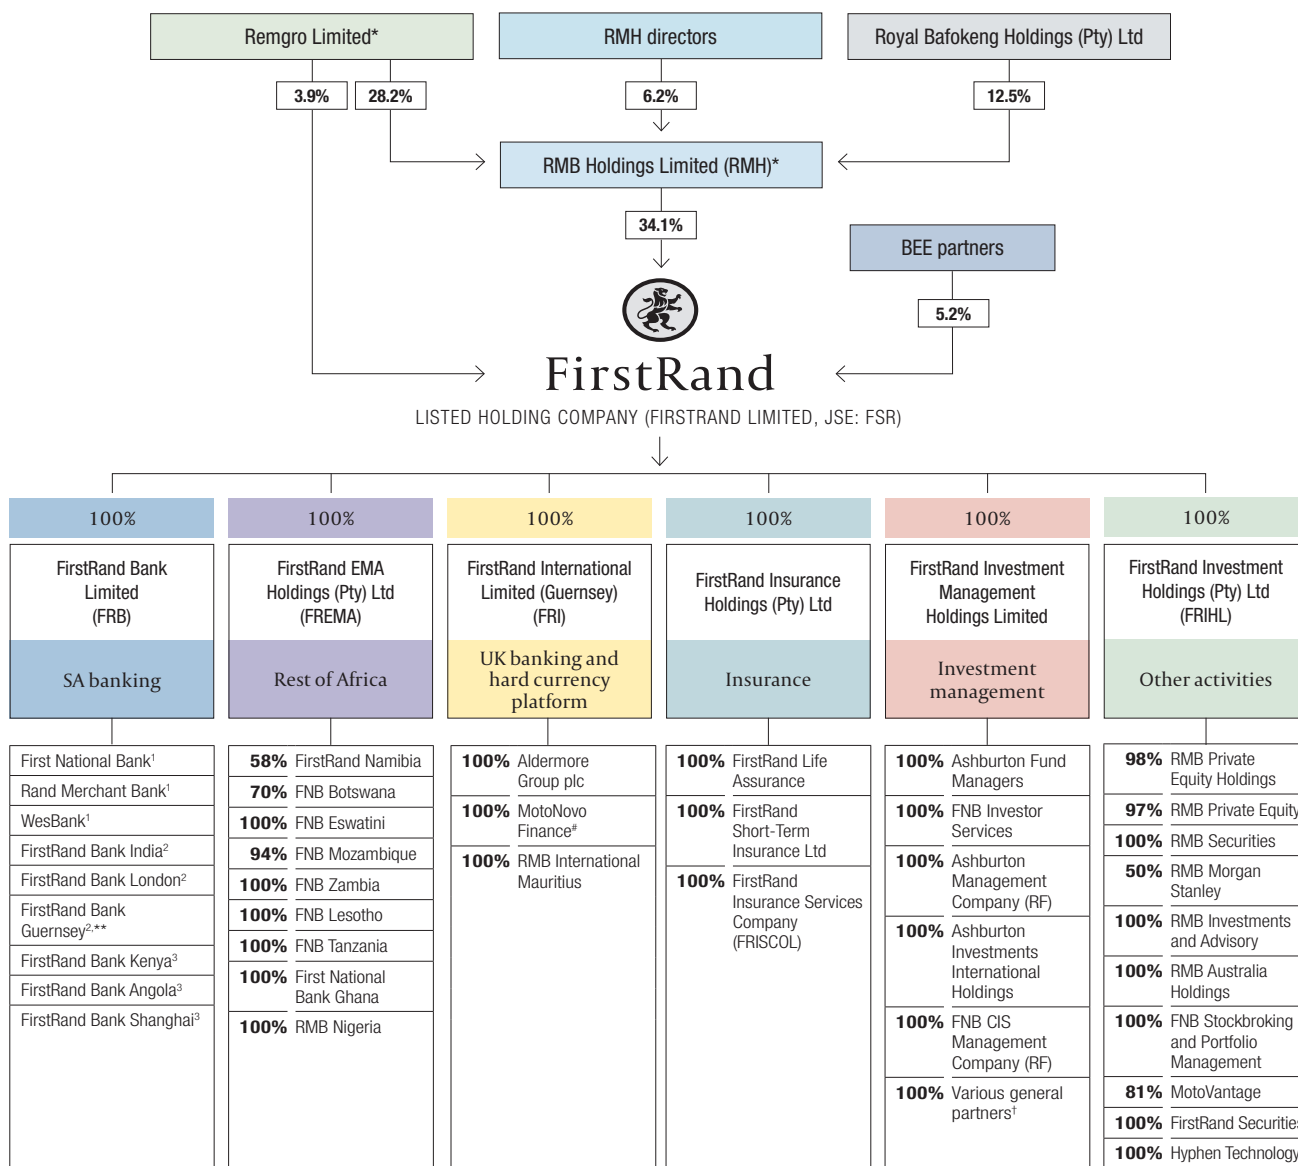 Remgro Limited*
RMH directors
Royal Bafokeng Holdings (Pty) Ltd
3.9%
28.2%
6.2%
12.5%
RMB Holdings Limited (RMH)*
34.1%
BEE partners
5.2%
FirstRand
LISTED HOLDING COMPANY (FIRSTRAND LIMITED, JSE: FSR)
100%
FirstRand Bank
Limited
(FRB)
SA banking
First National Bank¹
Rand Merchant Bank¹
WesBank¹
FirstRand Bank India²
FirstRand Bank London²
FirstRand Bank
Guernsey²,**
FirstRand Bank Kenya³
FirstRand Bank Angola³
FirstRand Bank Shanghai³
100%
FirstRand EMA
Holdings (Pty) Ltd
(FREMA)
Rest of Africa
58% FirstRand Namibia
70% FNB Botswana
100% FNB Eswatini
94% FNB Mozambique
100% FNB Zambia
100% FNB Lesotho
100% FNB Tanzania
100% First National
Bank Ghana
100% RMB Nigeria
100%
FirstRand International
Limited (Guernsey)
(FRI)
UK banking and
hard currency
platform
100% Aldermore
Group plc
100% MotoNovo
Finance#
100% RMB International
Mauritius
100%
FirstRand Insurance
Holdings (Pty) Ltd
Insurance
100% FirstRand Life
Assurance
100% FirstRand
Short-Term
Insurance Ltd
100% FirstRand
Insurance Services
Company
(FRISCOL)
100%
FirstRand Investment
Management
Holdings Limited
Investment
management
100% Ashburton Fund
Managers
100% FNB Investor
Services
100% Ashburton
Management
Company (RF)
100% Ashburton
Investments
International
Holdings
100% FNB CIS
Management
Company (RF)
100% Various general
partners†
100%
FirstRand Investment
Holdings (Pty) Ltd
(FRIHL)
Other activities
98% RMB Private
Equity Holdings
97% RMB Private Equity
100% RMB Securities
50% RMB Morgan
Stanley
100% RMB Investments
and Advisory
100% RMB Australia
Holdings
100% FNB Stockbroking
and Portfolio
Management
81% MotoVantage
100% FirstRand Securities
100% Hyphen Technology